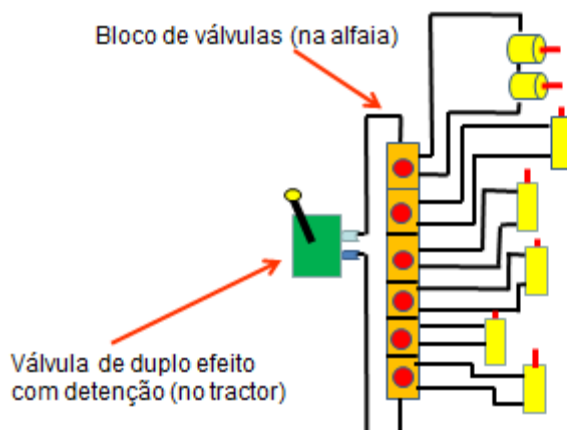 Bloco de válvulas (na alfaia)
Válvula de duplo efeito
com detenção (no tractor)